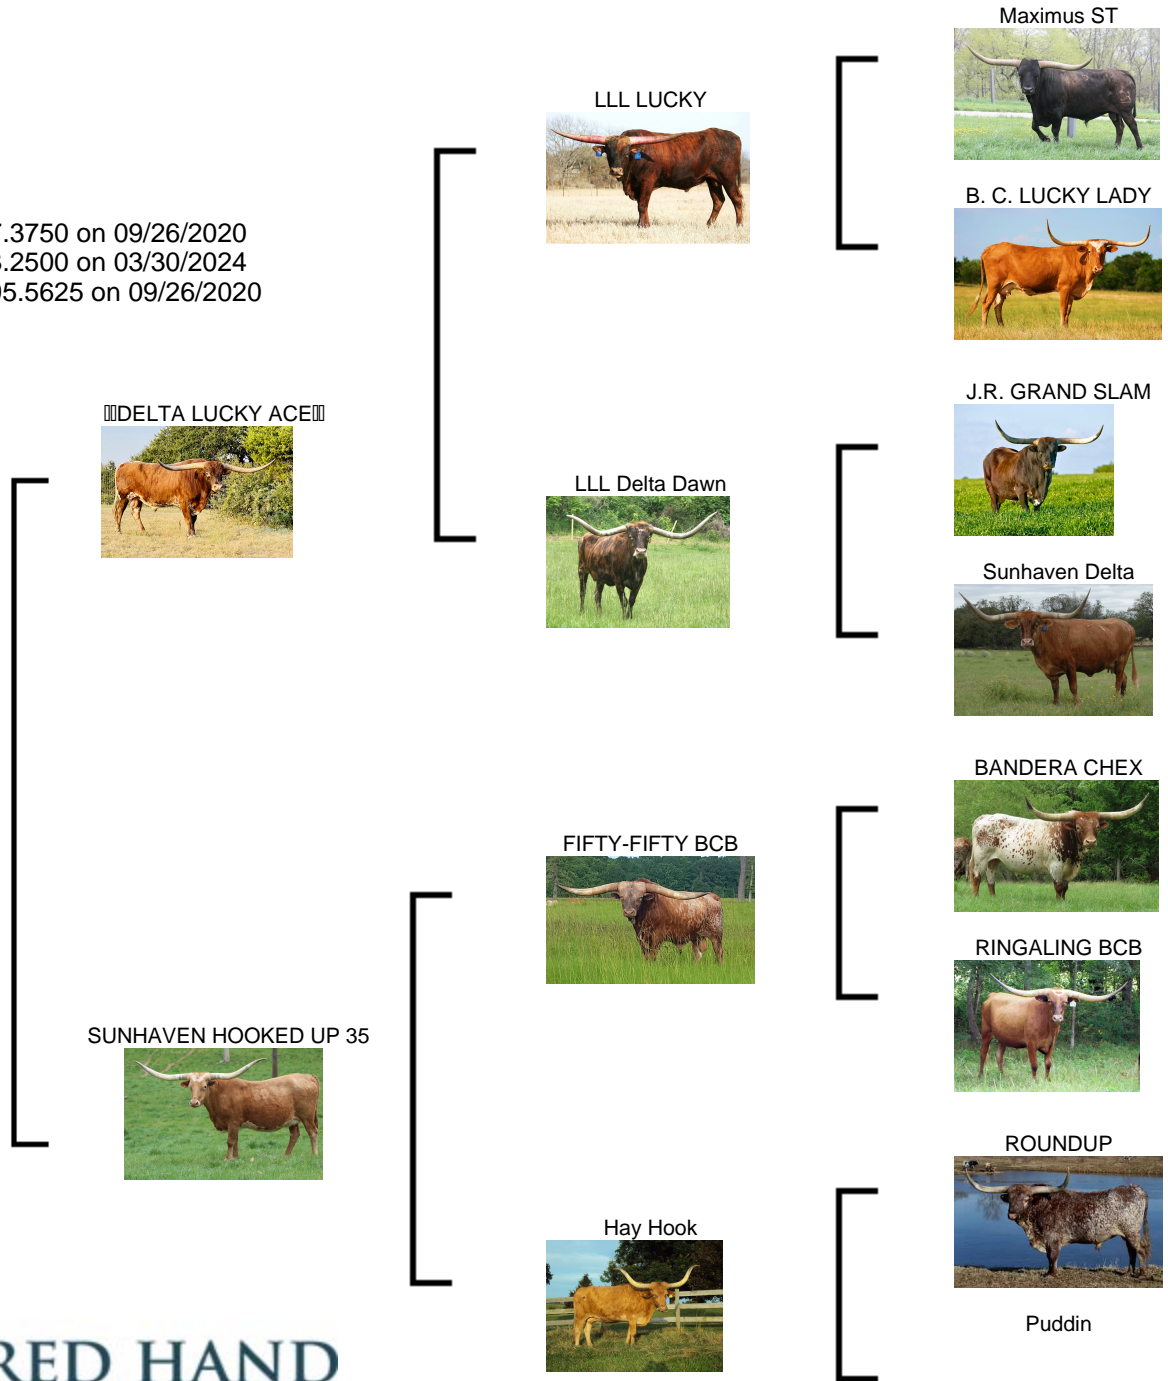 Maximus ST
LLL LUCKY
B. C. LUCKY LADY
7.3750 on 09/26/2020
.2500 on 03/30/2024
5.5625 on 09/26/2020
J.R. GRAND SLAM
DELTA LUCKY ACE
LLL Delta Dawn
Sunhaven Delta
BANDERA CHEX
FIFTY-FIFTY BCB
RINGALING BCB
SUNHAVEN HOOKED UP 35
ROUNDUP
Hay Hook
Puddin
RED HAND